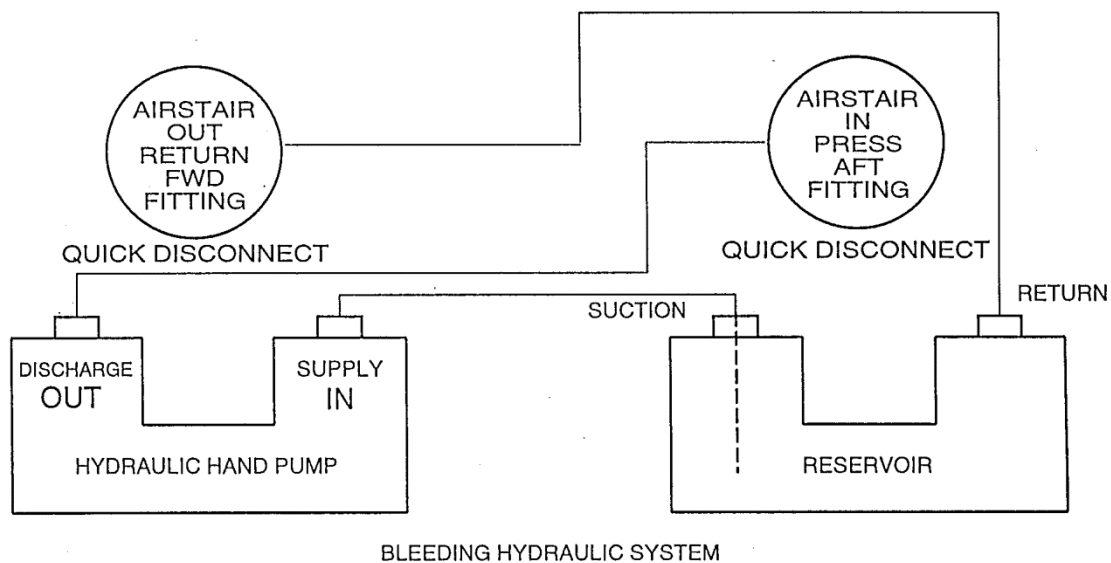 AIRSTAIR
OUT
RETURN
FWD
FITTING
QUICK DISCONNECT
AIRSTAIR
IN
PRESS
AFT
FITTING
QUICK DISCONNECT
SUCTION
RETURN
DISCHARGE
OUT
SUPPLY
IN
HYDRAULIC HAND PUMP
RESERVOIR
BLEEDING HYDRAULIC SYSTEM